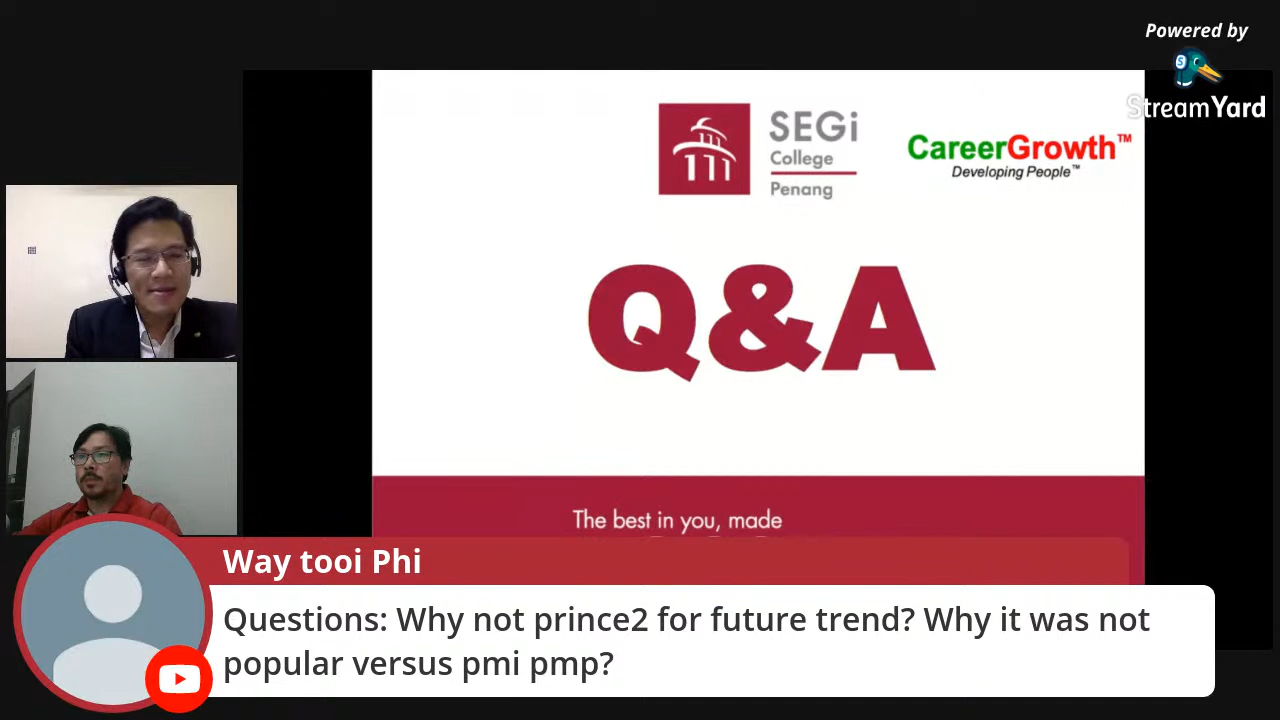 Powered by
StreamYard
SEGi
College
Penang
CareerGrowth™
Developing People™
Q&A
The best in you, made
Way tooi Phi
Questions: Why not prince2 for future trend? Why it was not
popular versus pmi pmp?